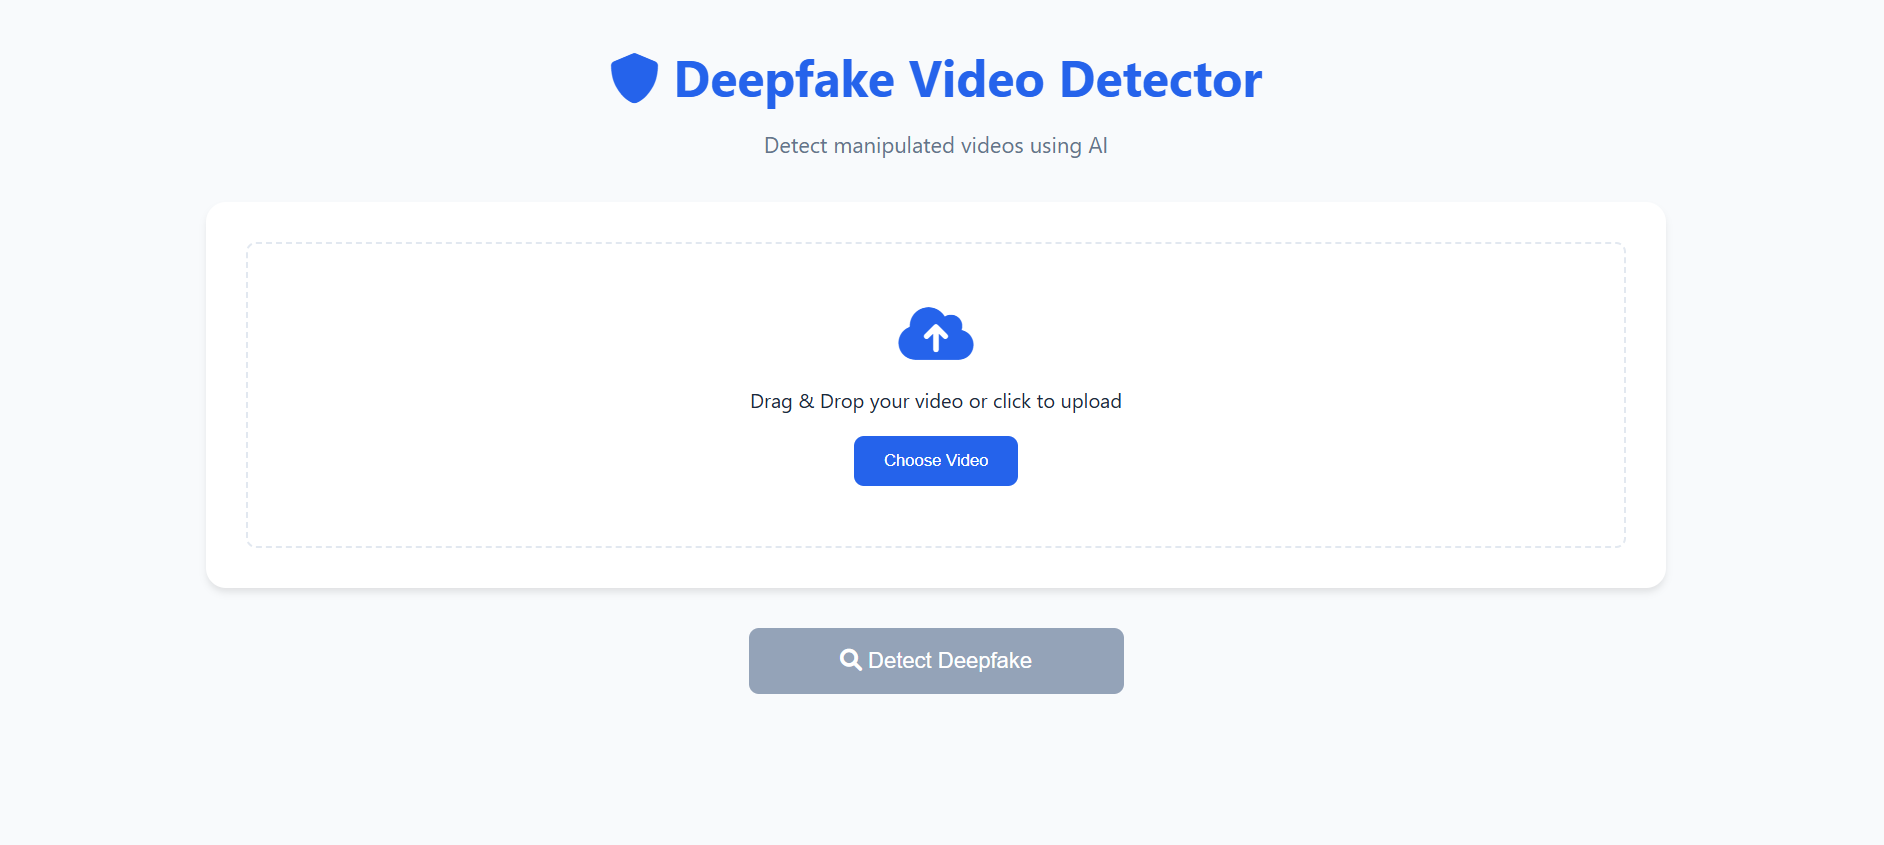 Deepfake Video Detector
Detect manipulated videos using AI
Drag & Drop your video or click to upload
Choose Video
Detect Deepfake